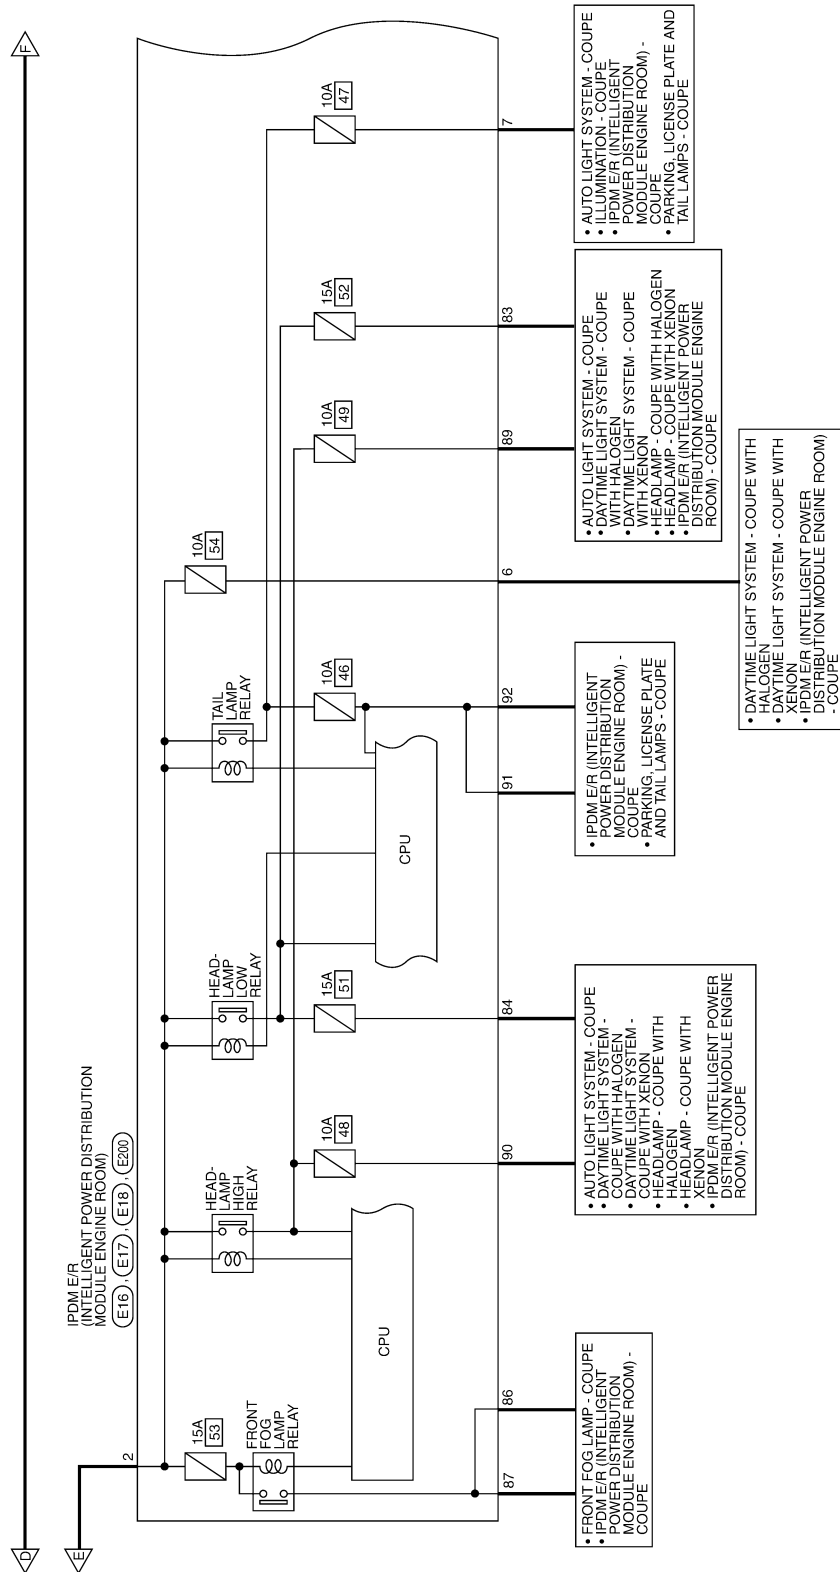 D
F
E
2
IPDM E/R
(INTELLIGENT POWER DISTRIBUTION
MODULE ENGINE ROOM)
E16 , E17 , E18 , E200
15A
53
FRONT
FOG
LAMP
RELAY
HEAD-
LAMP
HIGH
RELAY
HEAD-
LAMP
LOW
RELAY
TAIL
LAMP
RELAY
10A
54
10A
48
15A
51
10A
46
10A
49
15A
52
10A
47
CPU
CPU
87
86
90
84
91
92
6
89
83
7
• FRONT FOG LAMP - COUPE
• IPDM E/R (INTELLIGENT
POWER DISTRIBUTION
MODULE ENGINE ROOM) -
COUPE
• AUTO LIGHT SYSTEM - COUPE
• DAYTIME LIGHT SYSTEM -
COUPE WITH HALOGEN
• DAYTIME LIGHT SYSTEM -
COUPE WITH XENON
• HEADLAMP - COUPE WITH
HALOGEN
• HEADLAMP - COUPE WITH
XENON
• IPDM E/R (INTELLIGENT POWER
DISTRIBUTION MODULE ENGINE
ROOM) - COUPE
• IPDM E/R (INTELLIGENT
POWER DISTRIBUTION
MODULE ENGINE ROOM) -
COUPE
• PARKING, LICENSE PLATE
AND TAIL LAMPS - COUPE
• DAYTIME LIGHT SYSTEM - COUPE WITH
HALOGEN
• DAYTIME LIGHT SYSTEM - COUPE WITH
XENON
• IPDM E/R (INTELLIGENT POWER
DISTRIBUTION MODULE ENGINE ROOM)
- COUPE
• AUTO LIGHT SYSTEM - COUPE
• DAYTIME LIGHT SYSTEM - COUPE
WITH HALOGEN
• DAYTIME LIGHT SYSTEM - COUPE
WITH XENON
• HEADLAMP - COUPE WITH HALOGEN
• HEADLAMP - COUPE WITH XENON
• IPDM E/R (INTELLIGENT POWER
DISTRIBUTION MODULE ENGINE
ROOM) - COUPE
• AUTO LIGHT SYSTEM - COUPE
• ILLUMINATION - COUPE
• IPDM E/R (INTELLIGENT
POWER DISTRIBUTION
MODULE ENGINE ROOM) -
COUPE
• PARKING, LICENSE PLATE AND
TAIL LAMPS - COUPE